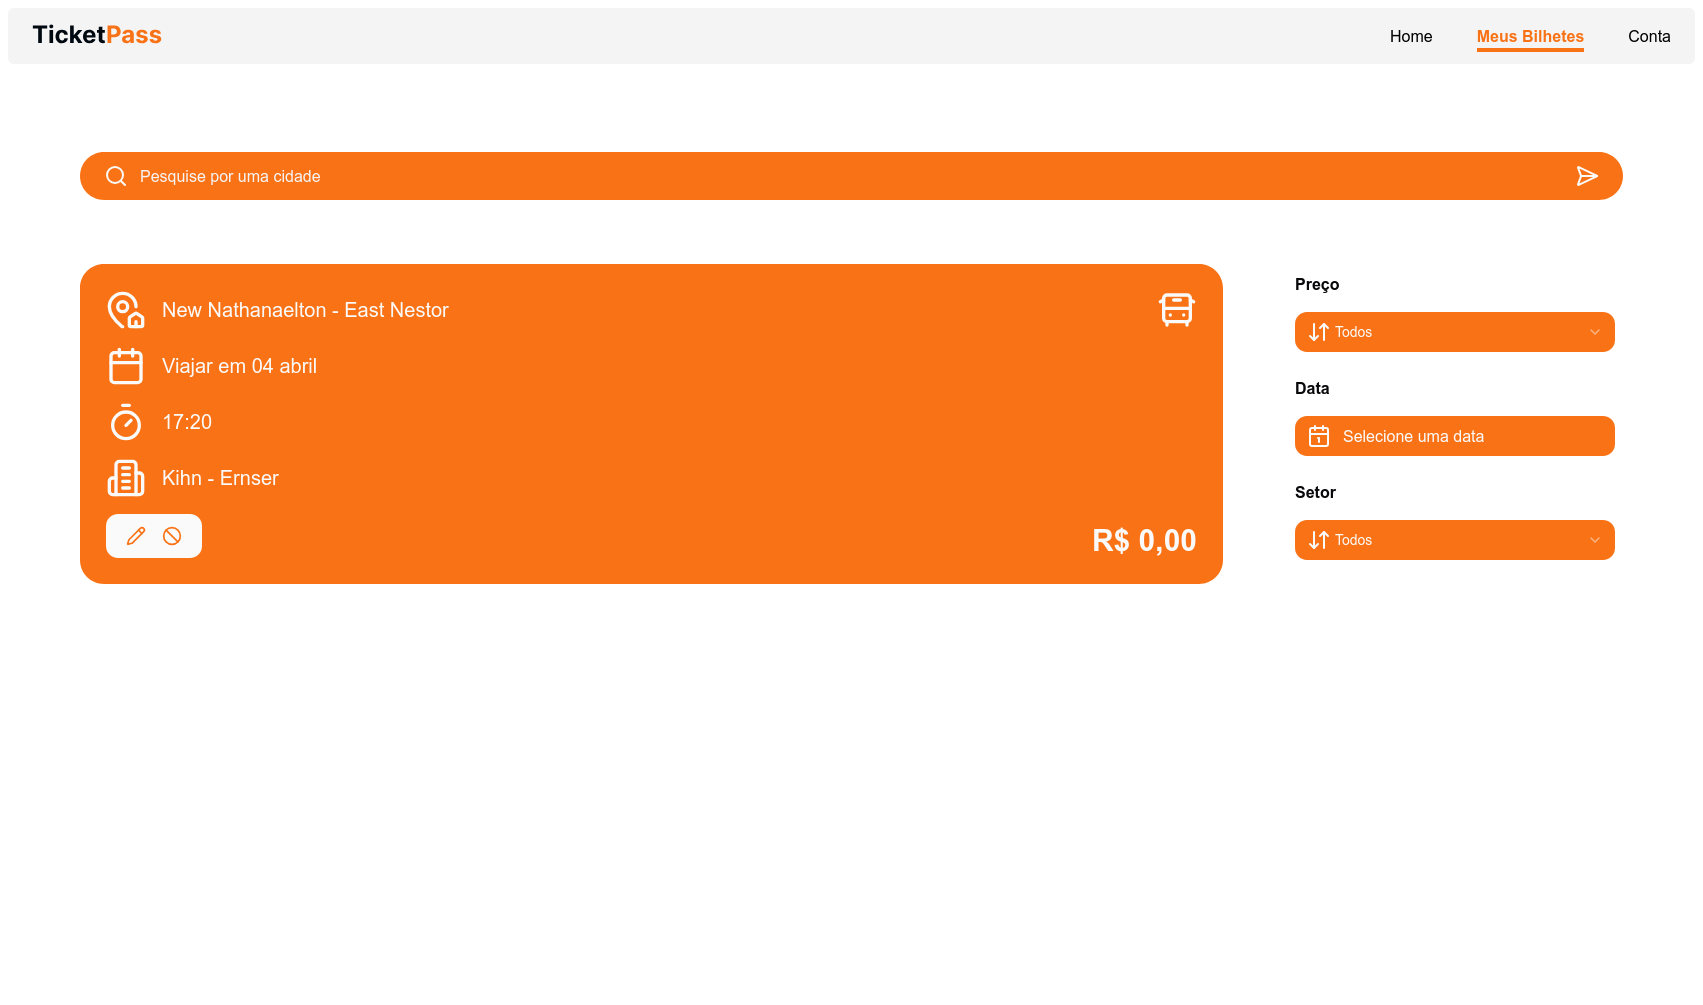 TicketPass
Home
Meus Bilhetes
Conta
Pesquise por uma cidade
New Nathanaelton - East Nestor
Viajar em 04 abril
17:20
Kihn - Ernser
R$ 0,00
Preço
Todos
Data
Selecione uma data
Setor
Todos